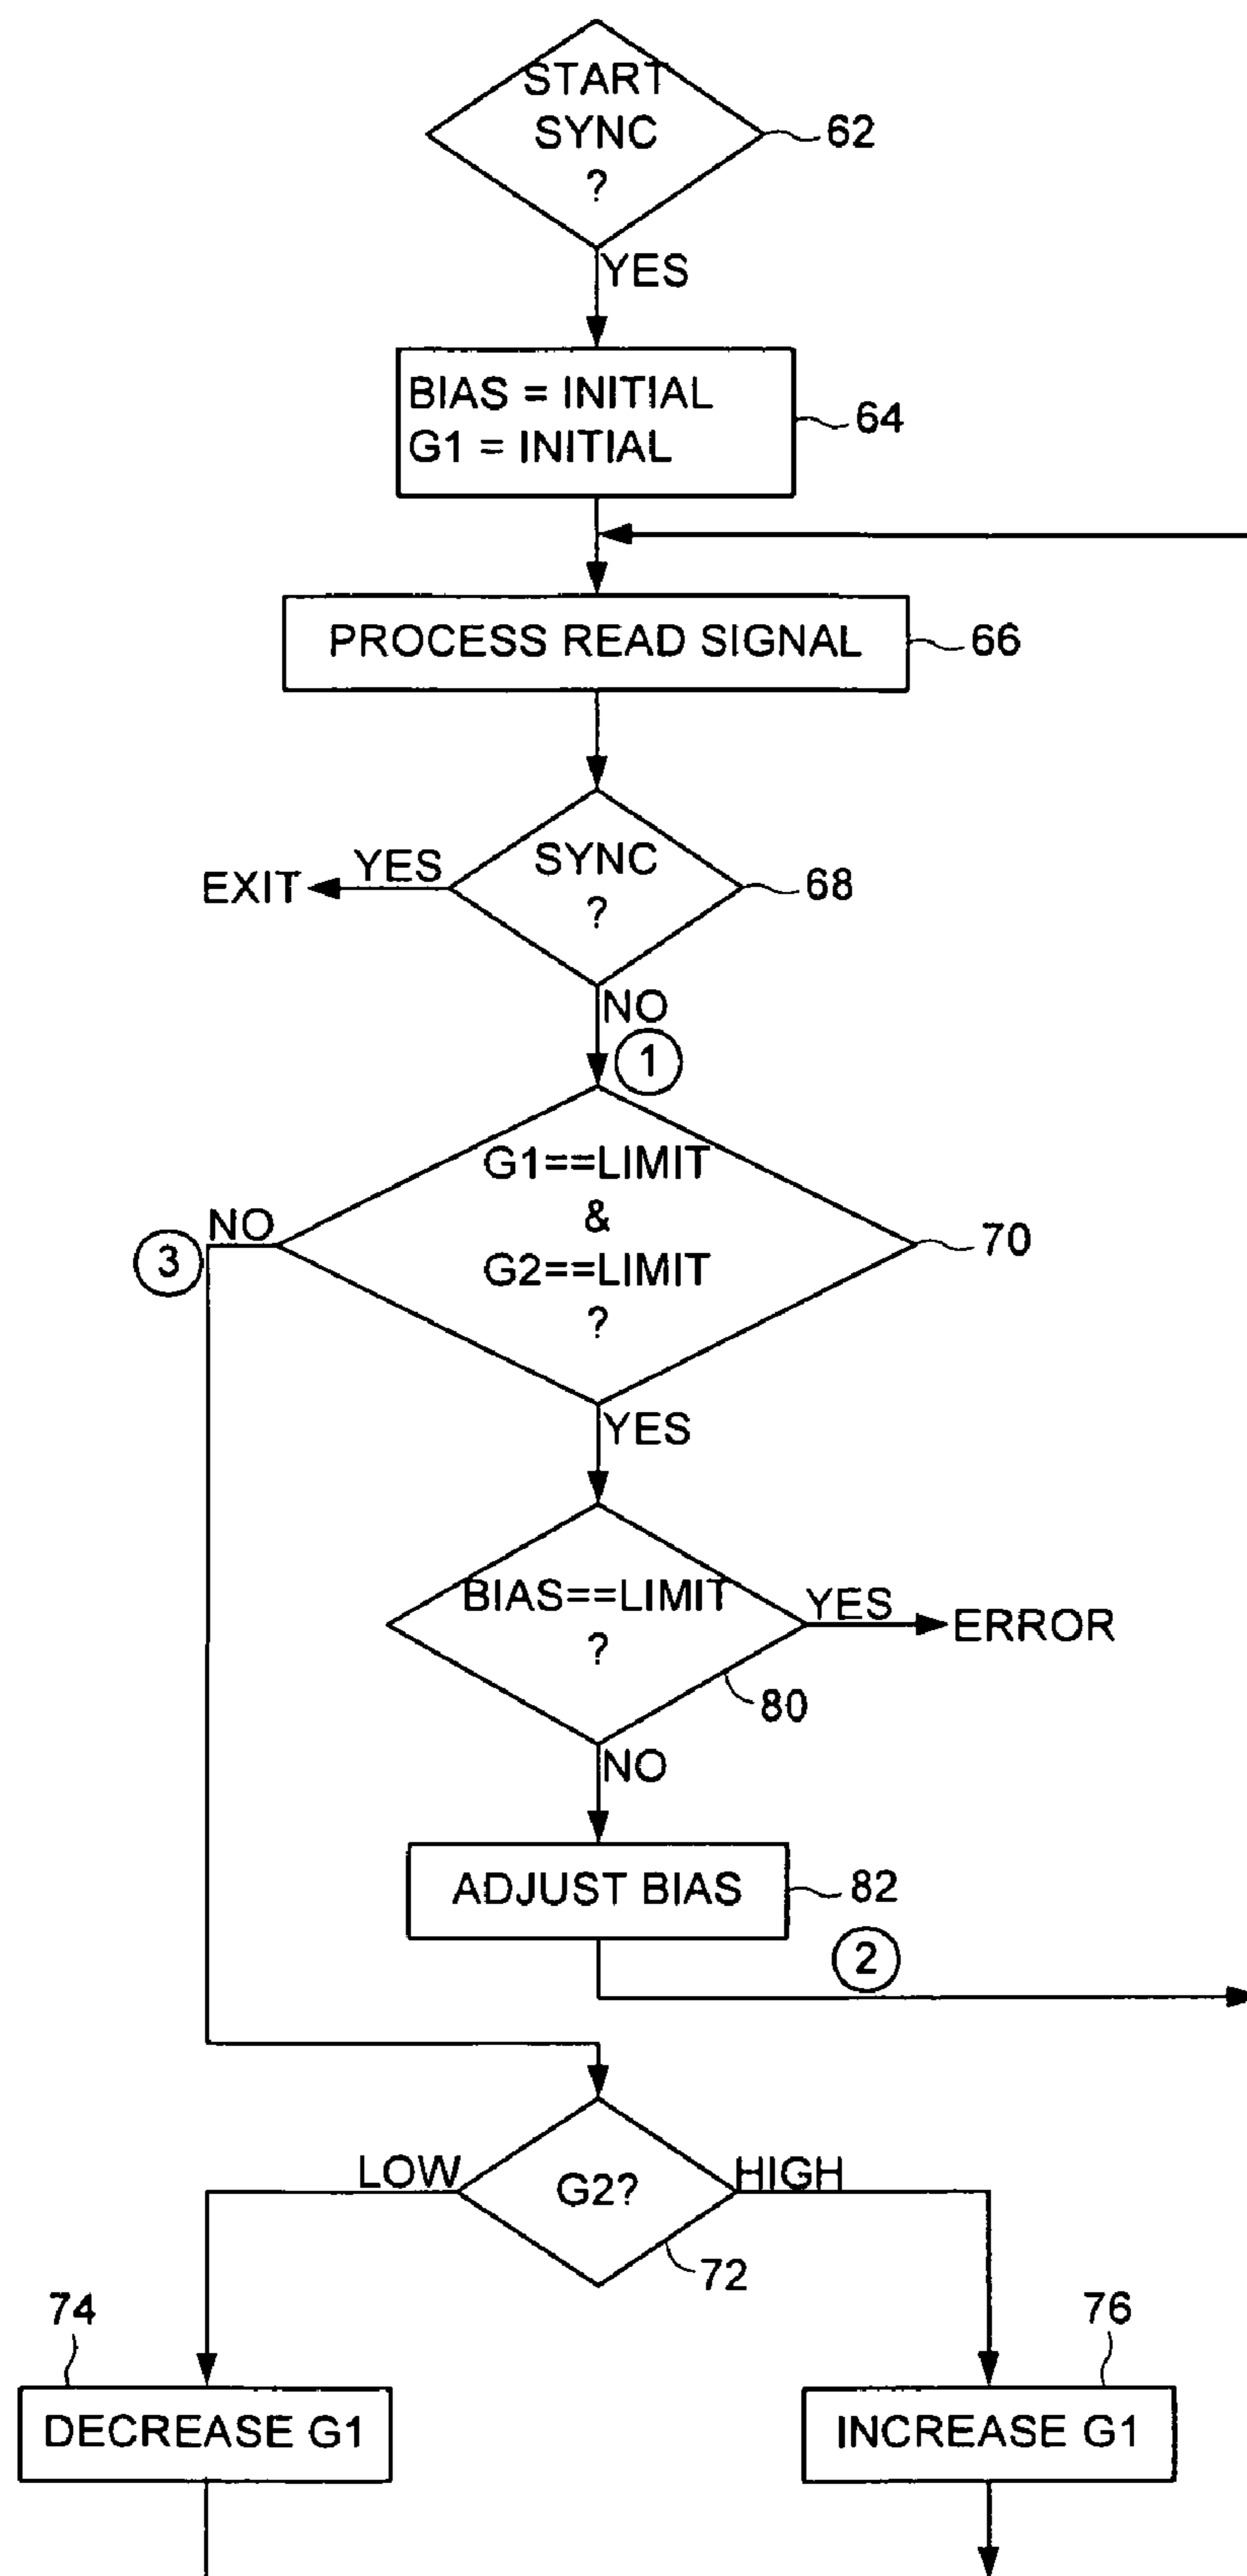 START
SYNC
?
62
YES
BIAS = INITIAL
G1 = INITIAL
64
PROCESS READ SIGNAL
66
SYNC
?
68
YES
EXIT
NO
1
G1==LIMIT
&
G2==LIMIT
?
70
NO
3
YES
BIAS==LIMIT
?
YES
ERROR
80
NO
ADJUST BIAS
82
2
LOW
G2?
HIGH
72
74
76
DECREASE G1
INCREASE G1